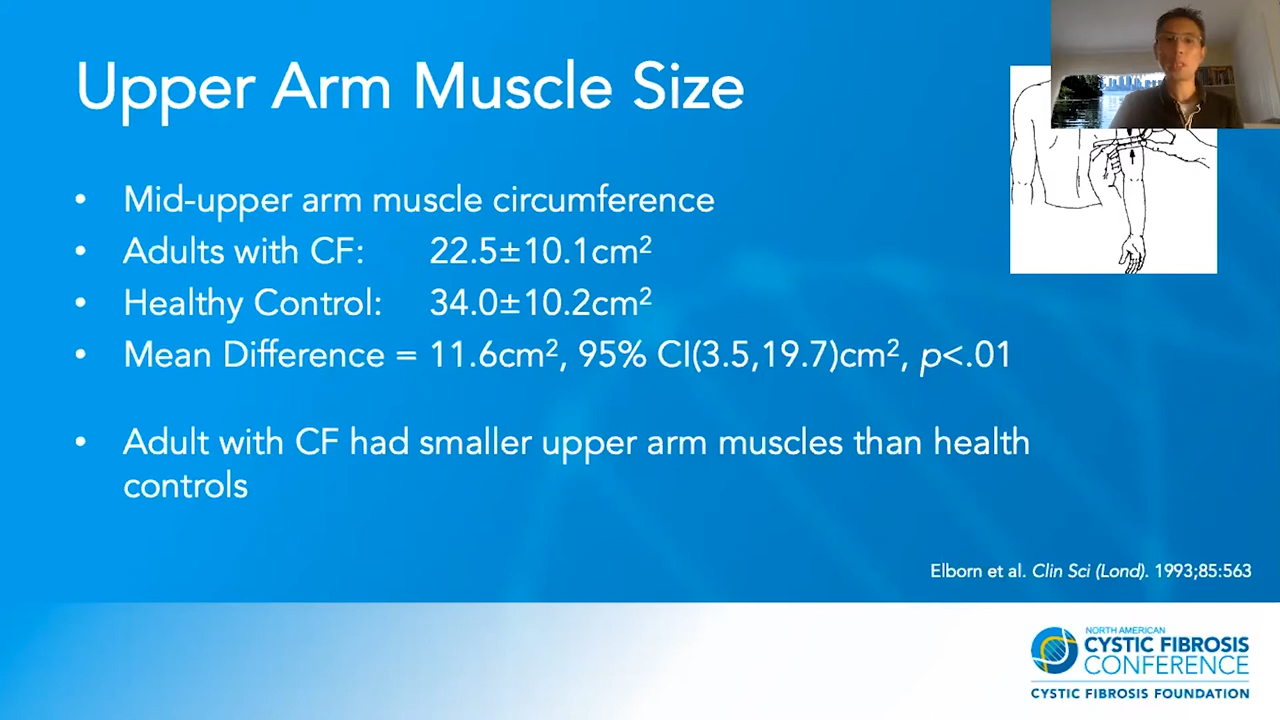 Upper Arm Muscle Size
• Mid-upper arm muscle circumference
• Adults with CF: 22.5±10.1cm²
• Healthy Control: 34.0±10.2cm²
• Mean Difference = 11.6cm², 95% CI(3.5,19.7)cm², p<.01
• Adult with CF had smaller upper arm muscles than health
controls
Elborn et al. Clin Sci (Lond). 1993;85:563
NORTH AMERICAN
CYSTIC FIBROSIS
CONFERENCE
CYSTIC FIBROSIS FOUNDATION